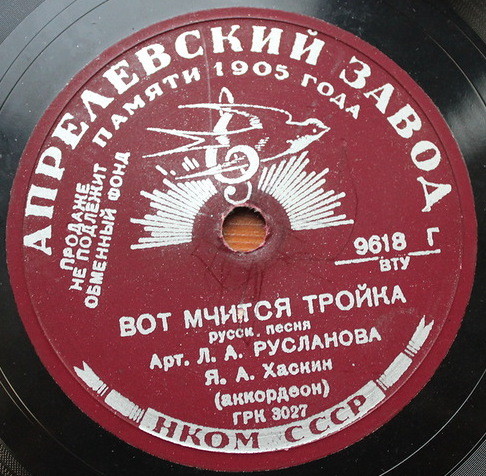 АПРЕЛЕВСКИЙ ЗАВОД
ПАМЯТИ 1905 ГОДА
ПРОДАЖЕ
НЕ ПОДЛЕЖИТ
ОБМЕННЫЙ ФОНД
9618 Г
ВТУ
ВОТ МЧИТСЯ ТРОЙКА
русск. песня
Арт. Л. А. РУСЛАНОВА
Я. А. Хаскин
(аккордеон)
ГРК 3027
НКОМ СССР